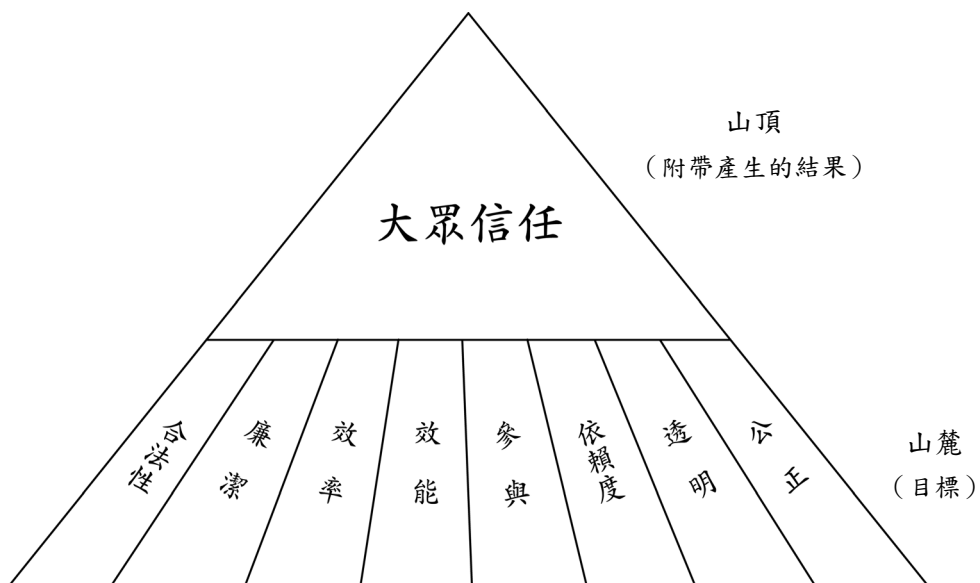 山頂
（附帶產生的結果）
大眾信任
合法性
廉潔
效率
效能
參與
依賴度
透明
公正
山麓
（目標）